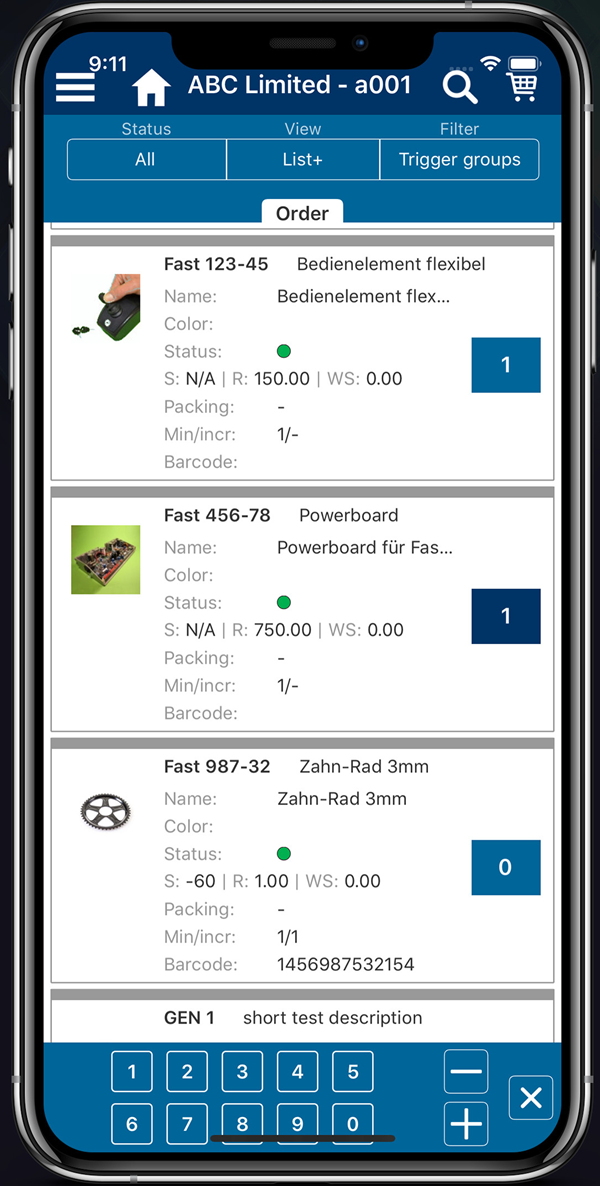 9:11
ABC Limited - a001
Status View Filter
All List+ Trigger groups
Order
Fast 123-45 Bedienelement flexibel
Name: Bedienelement flex...
Color:
Status:
S: N/A | R: 150.00 | WS: 0.00
1
Packing: -
Min/incr: 1/-
Barcode:
Fast 456-78 Powerboard
Name: Powerboard für Fas...
Color:
Status:
S: N/A | R: 750.00 | WS: 0.00
1
Packing: -
Min/incr: 1/-
Barcode:
Fast 987-32 Zahn-Rad 3mm
Name: Zahn-Rad 3mm
Color:
Status:
S: -60 | R: 1.00 | WS: 0.00
0
Packing: -
Min/incr: 1/1
Barcode: 1456987532154
GEN 1 short test description
1 2 3 4 5
6 7 8 9 0